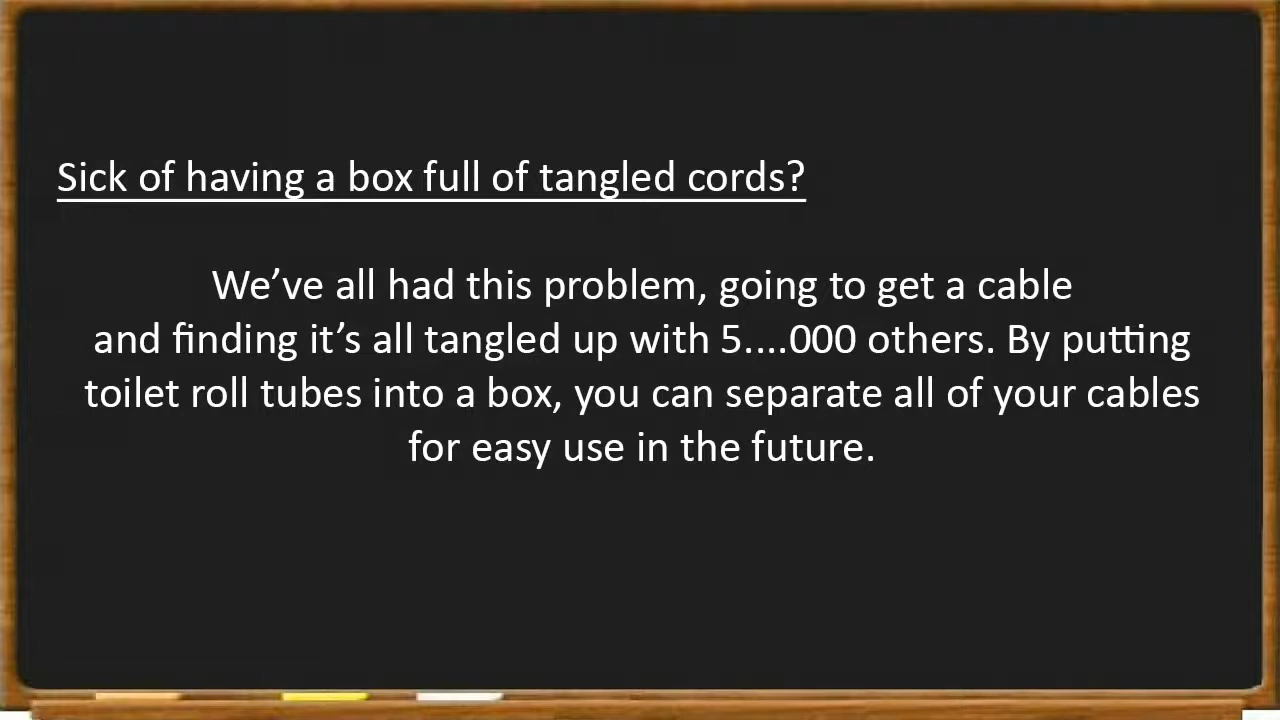 Sick of having a box full of tangled cords?
We’ve all had this problem, going to get a cable
and finding it’s all tangled up with 5....000 others. By putting
toilet roll tubes into a box, you can separate all of your cables
for easy use in the future.